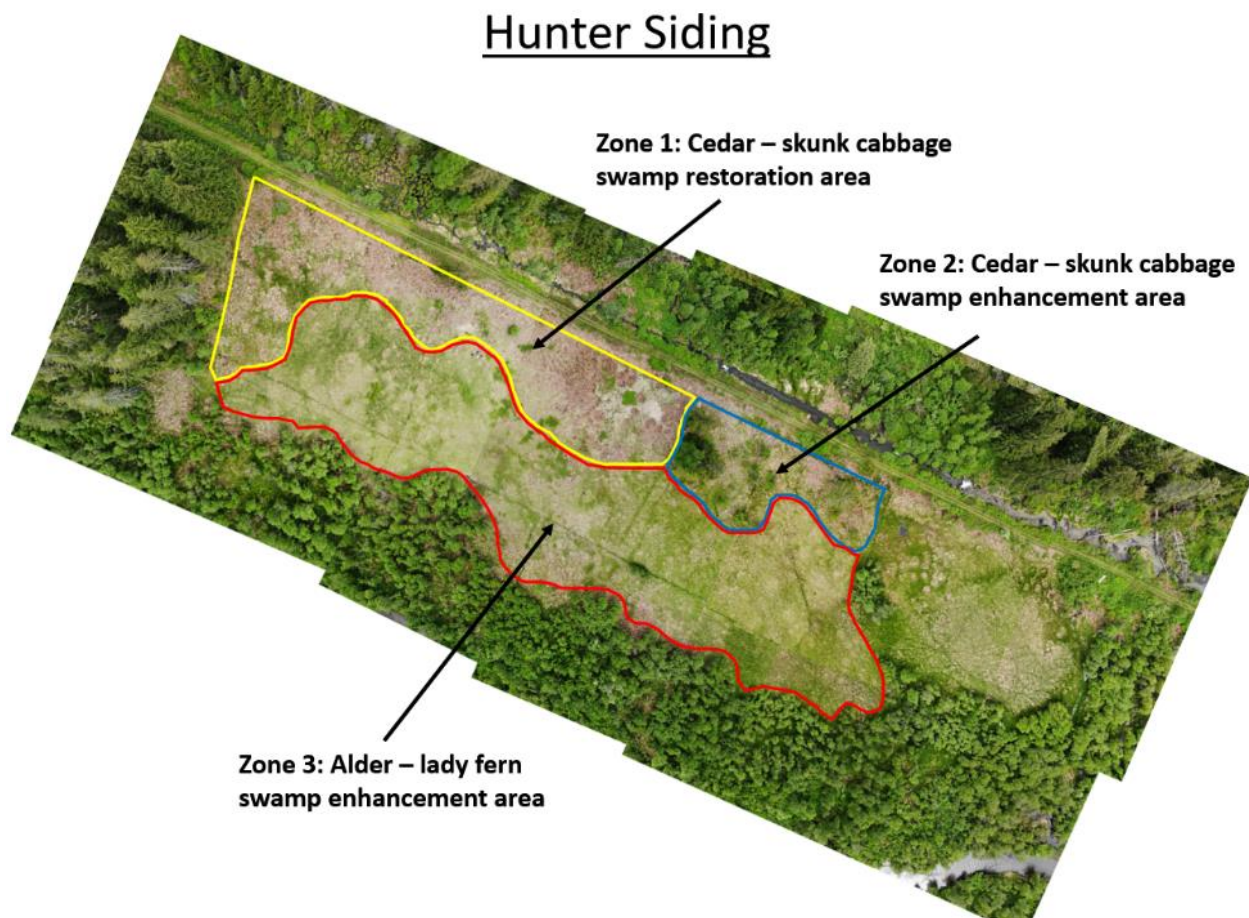 Hunter Siding
Zone 1: Cedar – skunk cabbage
swamp restoration area
Zone 2: Cedar – skunk cabbage
swamp enhancement area
Zone 3: Alder – lady fern
swamp enhancement area